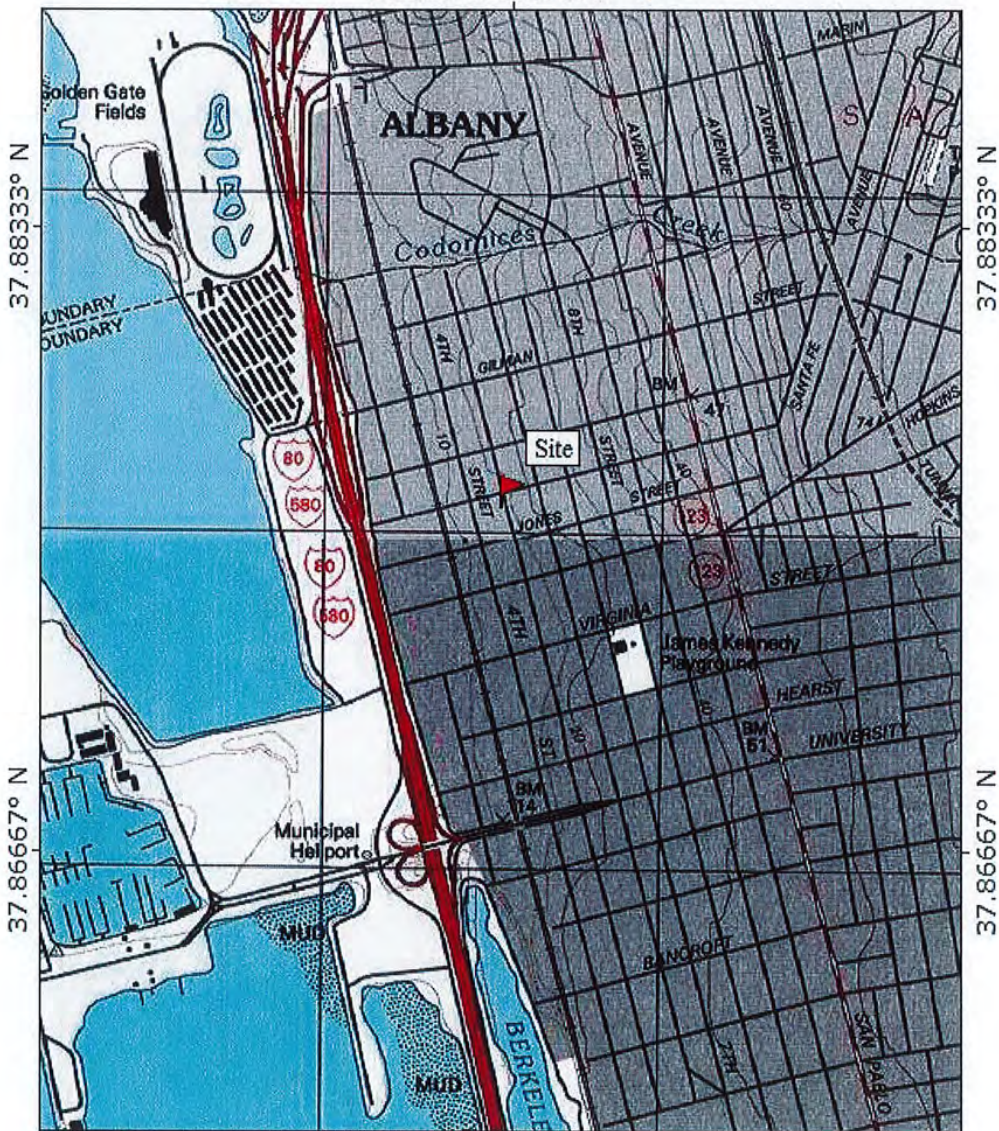 MARIN
Golden Gate
Fields
ALBANY
S
A
AVENUE
AVENUE
AVENUE
AVENUE
37.88333° N
37.88333° N
Codornices Creek
UNDARY
OUNDARY
4TH
8TH
STREET
GILMAN
BM
47
SANTA FE
74
HOPKINS
Site
80
10
STREET
STREET
40
STREET
580
JONES
123
80
123
STREET
580
4TH
VIRGINIA
James Kennedy
Playground
HEARST
ST
20
BM
51
UNIVERSITY
BM
14
Municipal
Heliport
37.86667° N
37.86667° N
MUD
BANCROFT
MUD
BERKELE
7TH
SAN PABLO